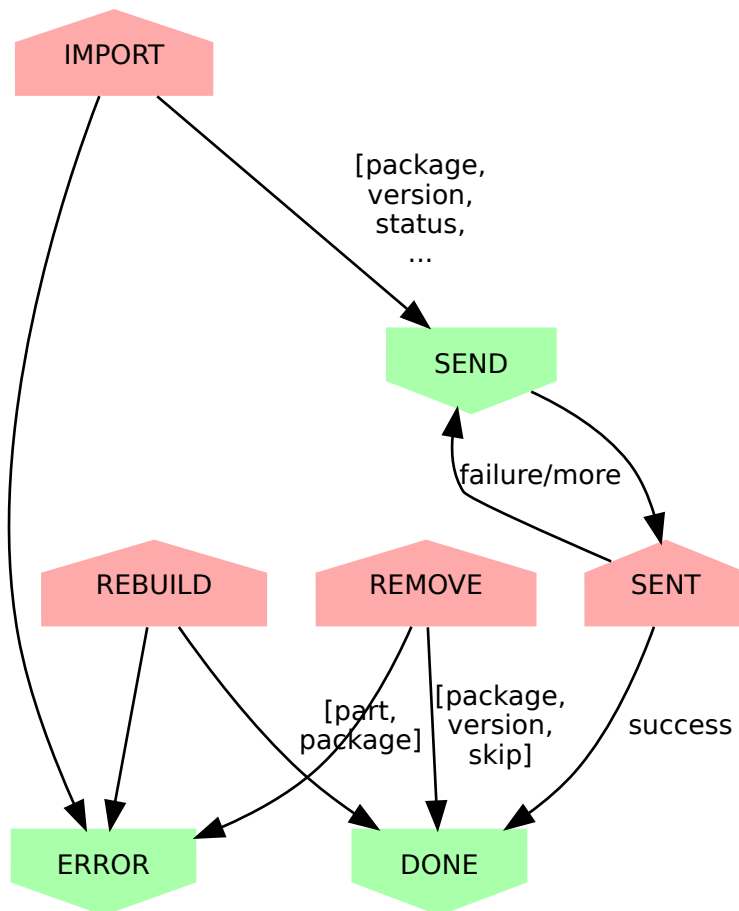 IMPORT
[package,
version,
status,
...
SEND
failure/more
REBUILD
REMOVE
SENT
[part,
package]
[package,
version,
skip]
success
ERROR
DONE